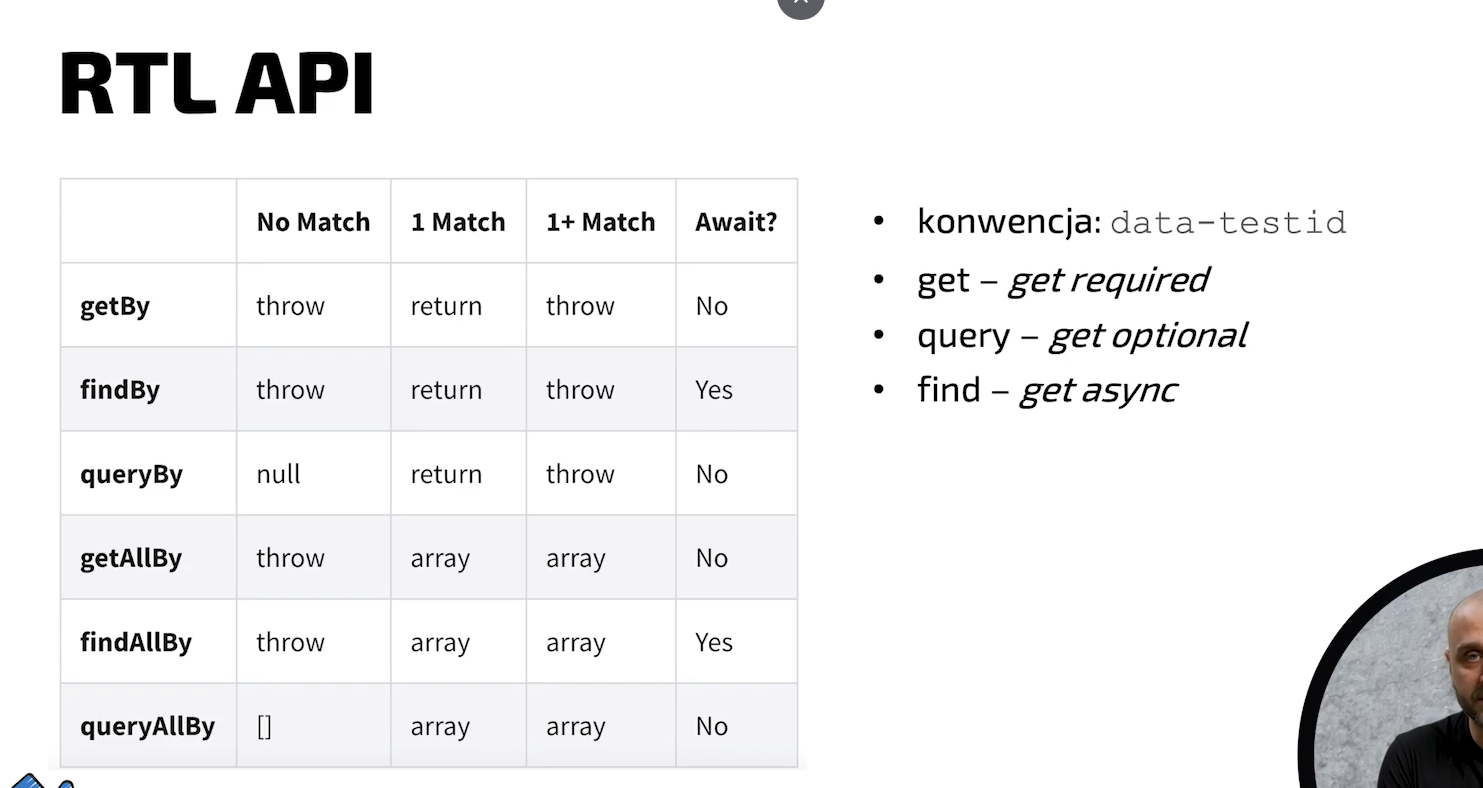 RTL API
No Match 1 Match 1+ Match Await?
getBy throw return throw No
findBy throw return throw Yes
queryBy null return throw No
getAllBy throw array array No
findAllBy throw array array Yes
queryAllBy [] array array No
• konwencja: data-testid
• get – get required
• query – get optional
• find – get async